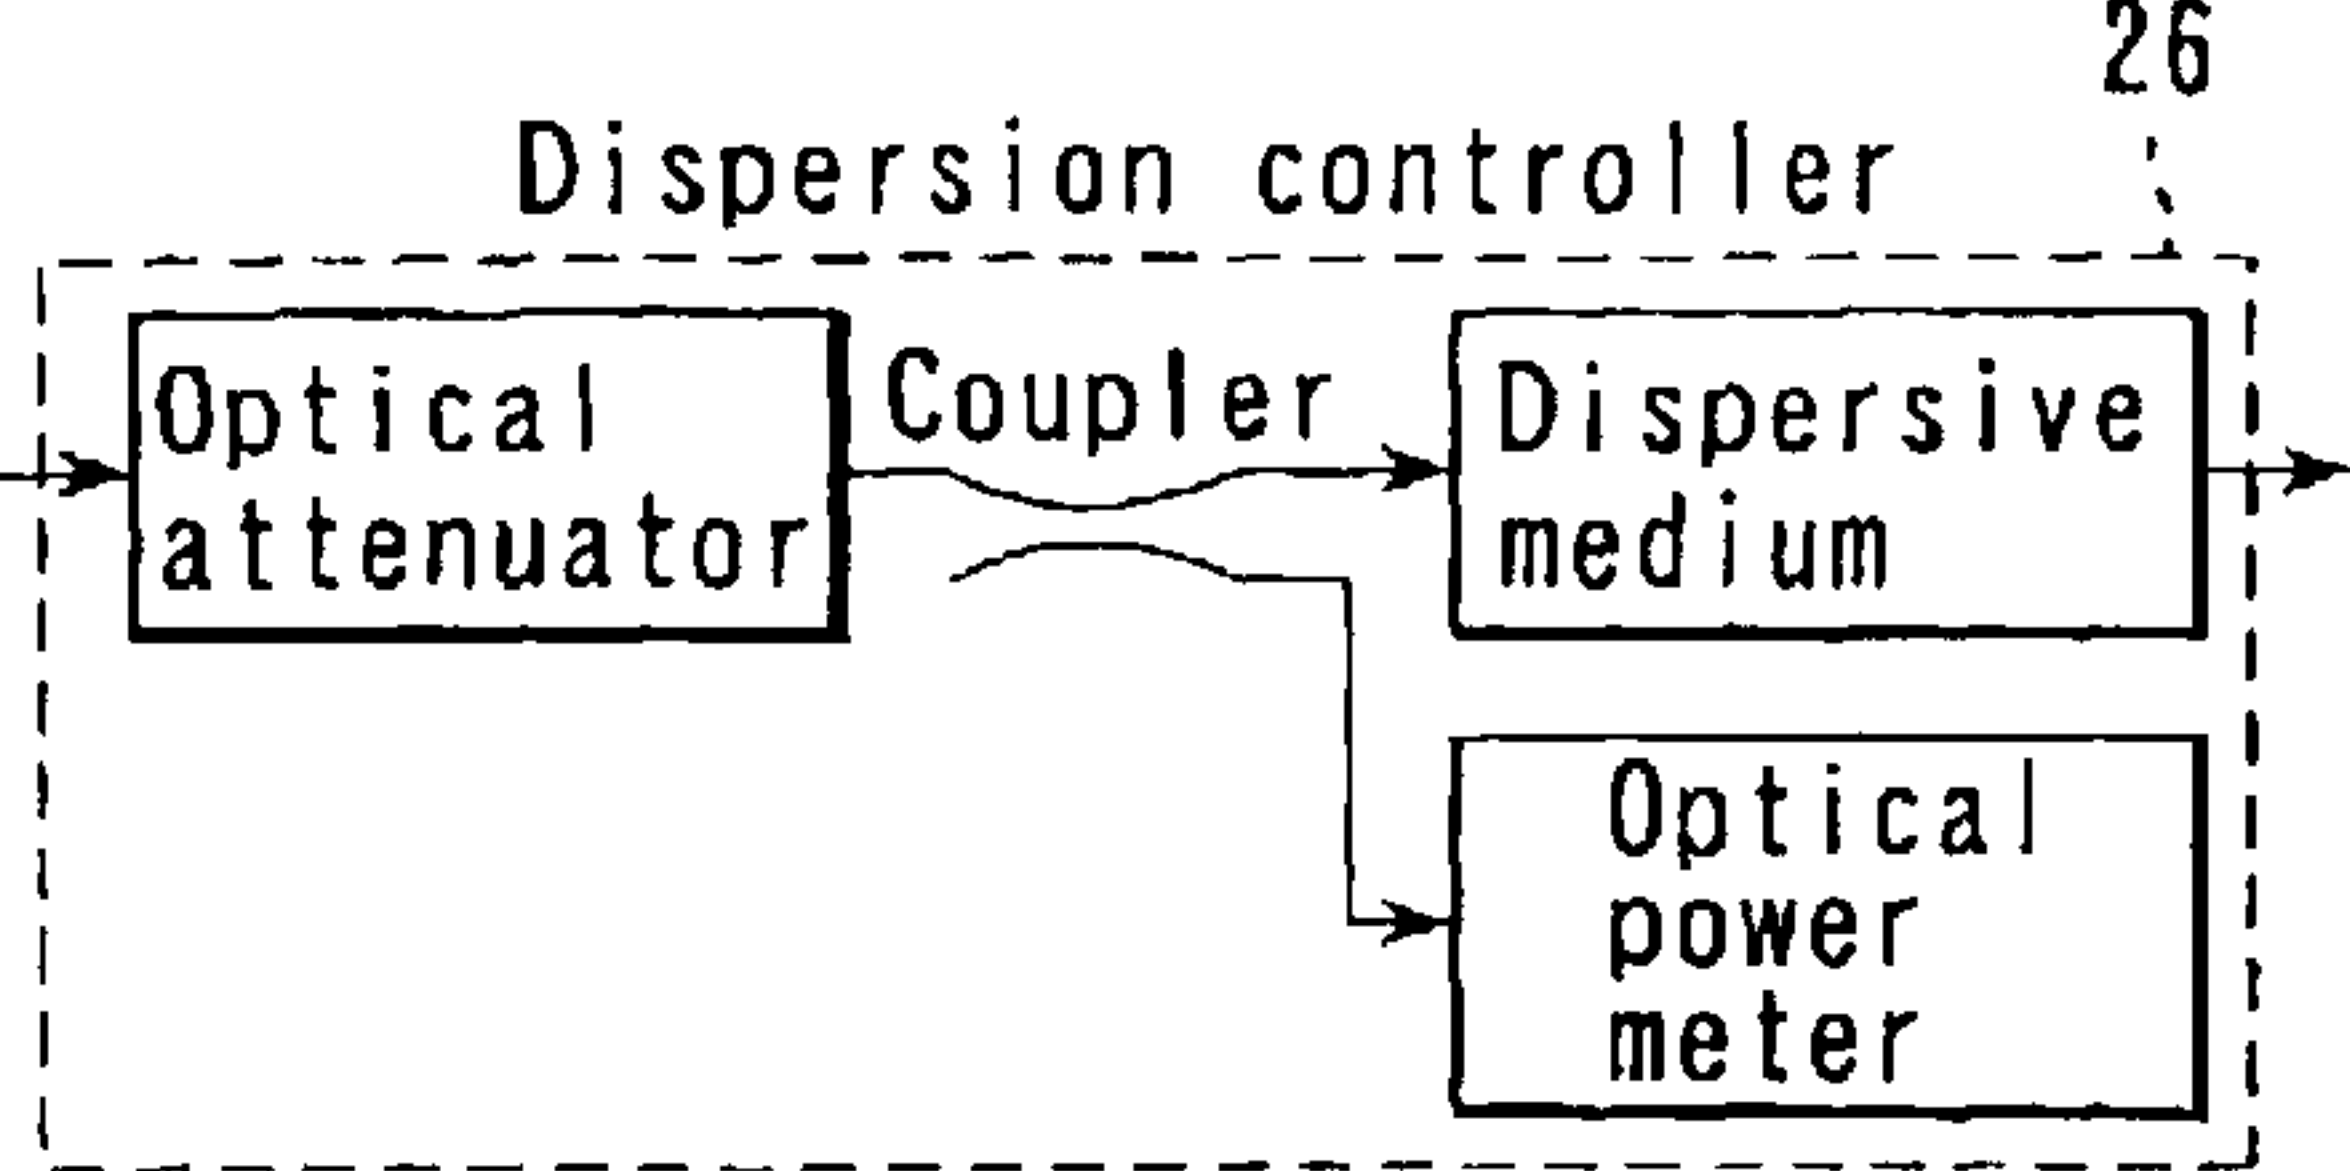 26
Dispersion controller
Optical
attenuator
Coupler
Dispersive
medium
Optical
power
meter